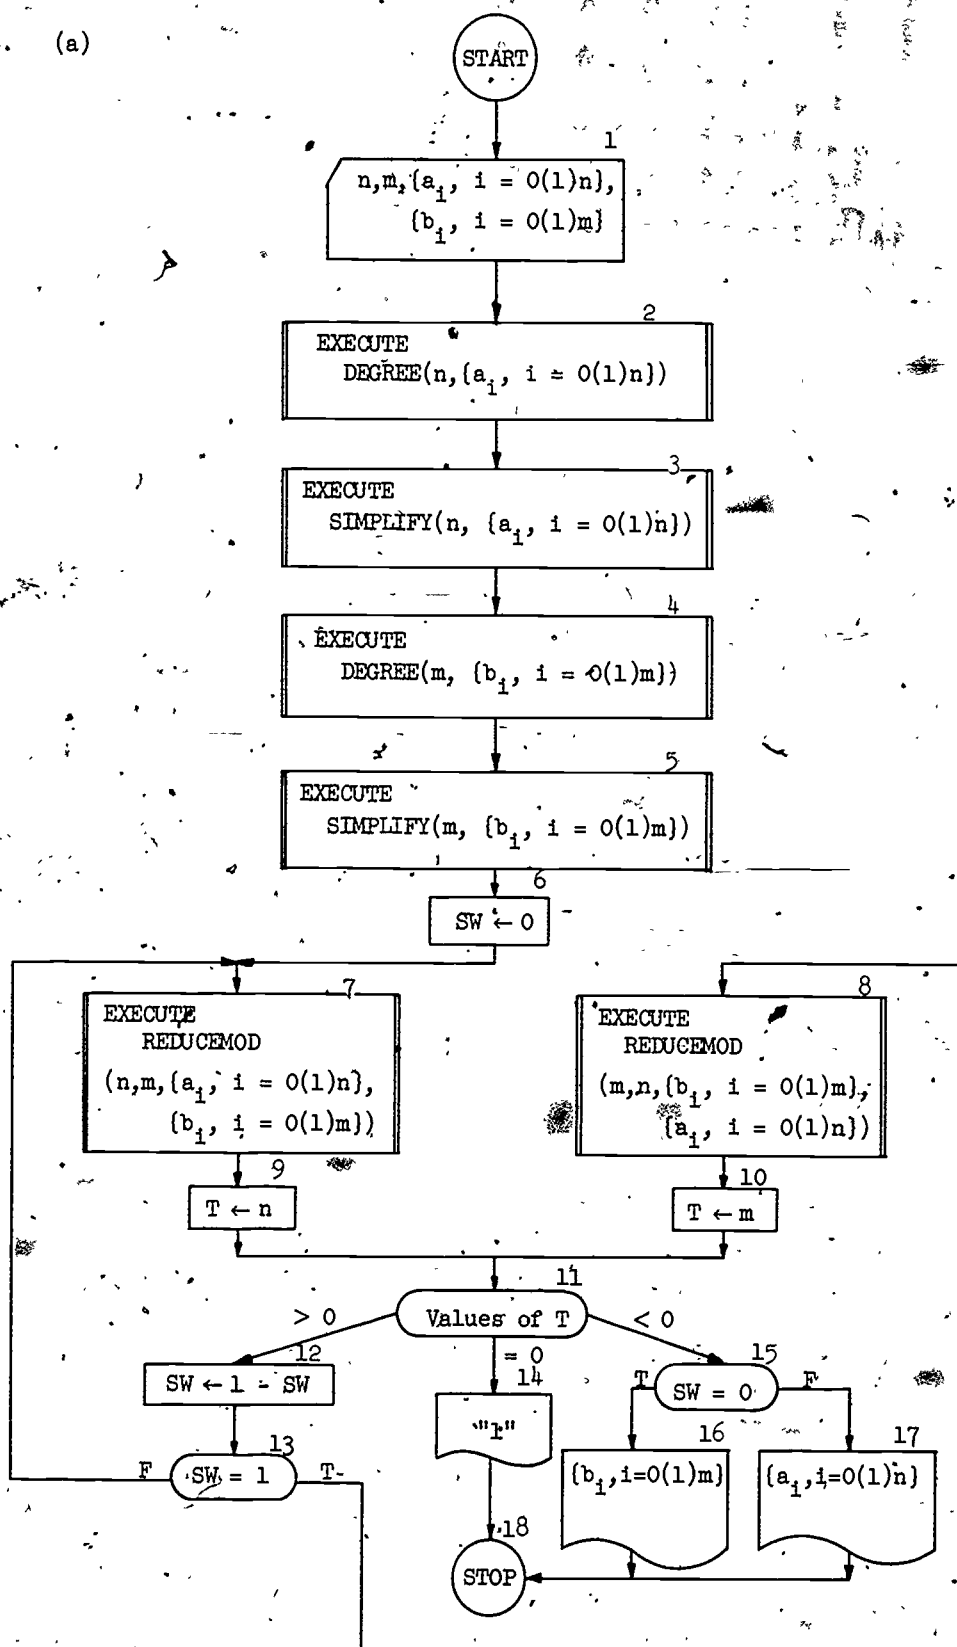 (a)
START
1
n,m,{a_i, i = 0(1)n},
{b_i, i = 0(1)m}
2
EXECUTE
DEGREE(n,{a_i, i = 0(1)n})
3
EXECUTE
SIMPLIFY(n, {a_i, i = 0(1)n})
4
EXECUTE
DEGREE(m, {b_i, i = 0(1)m})
5
EXECUTE
SIMPLIFY(m, {b_i, i = 0(1)m})
6
SW ← 0
7
EXECUTE
REDUCEMOD
(n,m,{a_i, i = 0(1)n},
{b_i, i = 0(1)m})
8
EXECUTE
REDUCEMOD
(m,n,{b_i, i = 0(1)m},
{a_i, i = 0(1)n})
9
T ← n
10
T ← m
11
Values of T
> 0
= 0
< 0
12
SW ← 1 - SW
13
SW = 1
F
T
14
"1"
15
SW = 0
T
F
16
{b_i,i=0(1)m}
17
{a_i,i=0(1)n}
18
STOP